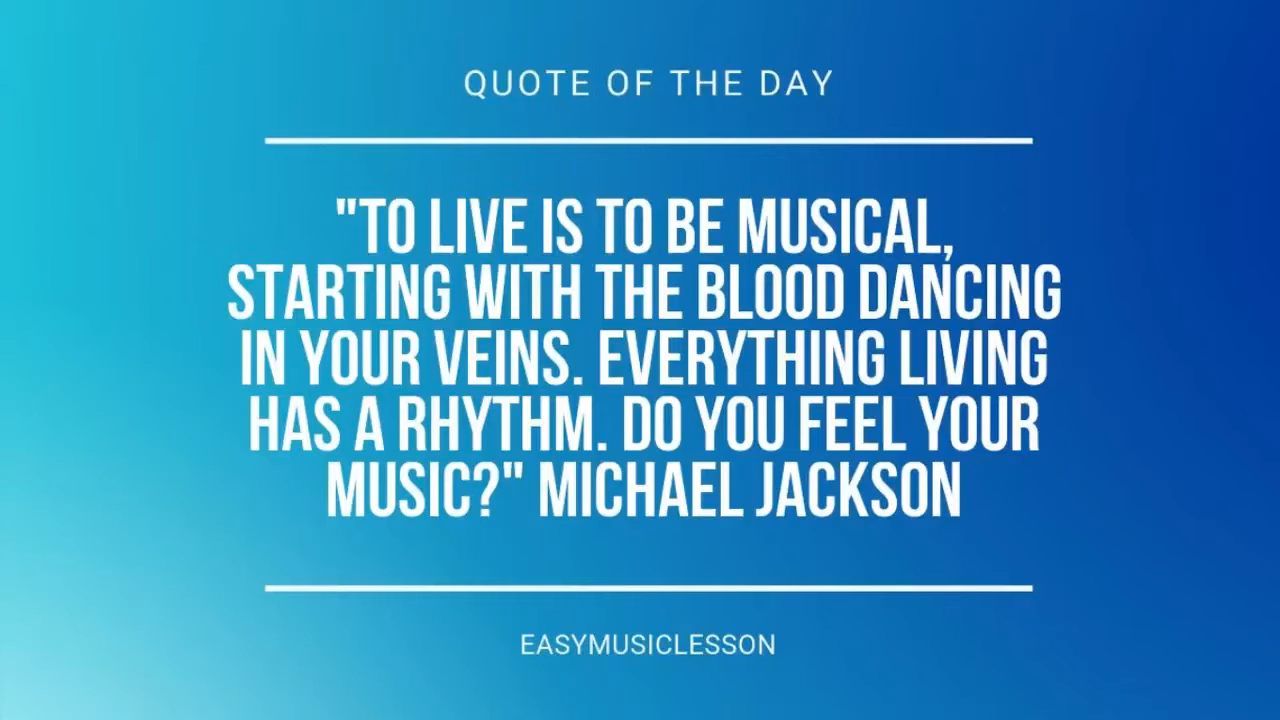 QUOTE OF THE DAY
"TO LIVE IS TO BE MUSICAL,
STARTING WITH THE BLOOD DANCING
IN YOUR VEINS. EVERYTHING LIVING
HAS A RHYTHM. DO YOU FEEL YOUR
MUSIC?" MICHAEL JACKSON
EASYMUSICLESSON